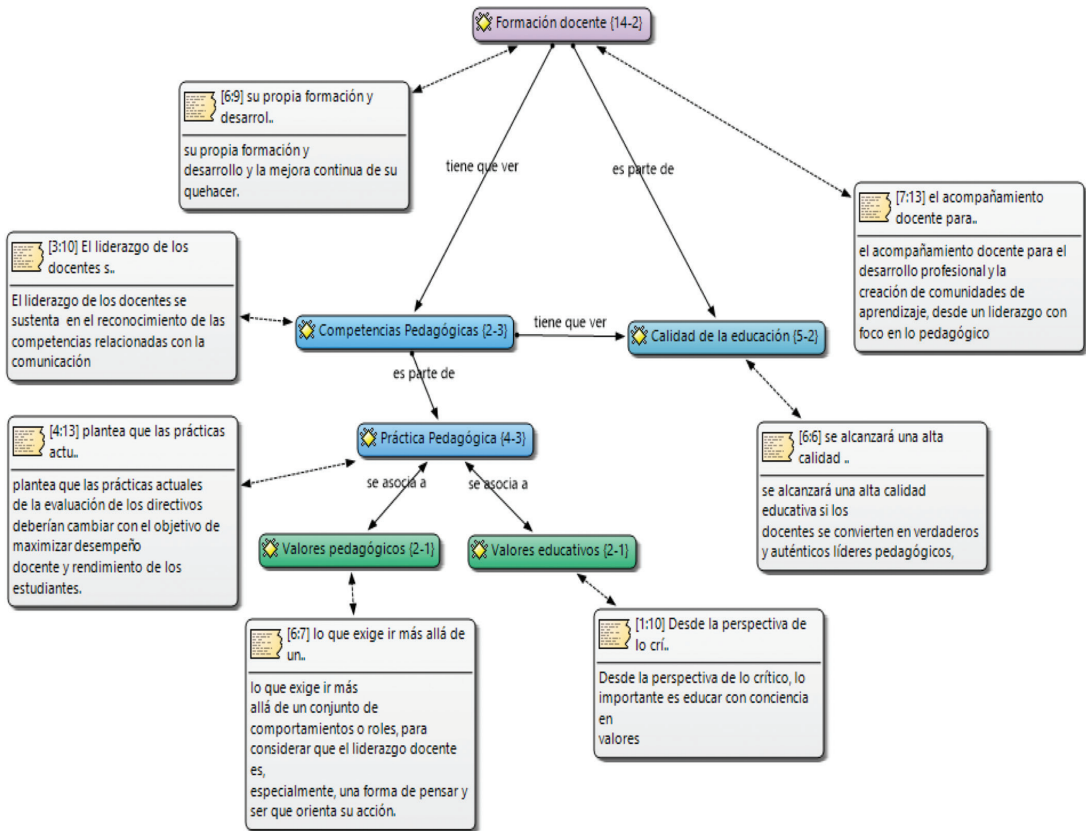 Formación docente {14-2}
[6:9] su propia formación y
desarrol..
su propia formación y
desarrollo y la mejora continua de su
quehacer.
tiene que ver
es parte de
[7:13] el acompañamiento
docente para..
el acompañamiento docente para el
desarrollo profesional y la
creación de comunidades de
aprendizaje, desde un liderazgo con
foco en lo pedagógico
[3:10] El liderazgo de los
docentes s..
El liderazgo de los docentes se
sustenta en el reconocimiento de las
competencias relacionadas con la
comunicación
Competencias Pedagógicas {2-3}
tiene que ver
Calidad de la educación {5-2}
es parte de
[4:13] plantea que las prácticas
actu..
plantea que las prácticas actuales
de la evaluación de los directivos
deberían cambiar con el objetivo de
maximizar desempeño
docente y rendimiento de los
estudiantes.
Práctica Pedagógica {4-3}
se asocia a
se asocia a
[6:6] se alcanzará una alta
calidad ..
se alcanzará una alta calidad
educativa si los
docentes se convierten en verdaderos
y auténticos líderes pedagógicos,
Valores pedagógicos {2-1}
Valores educativos {2-1}
[6:7] lo que exige ir más allá de
un..
lo que exige ir más
allá de un conjunto de
comportamientos o roles, para
considerar que el liderazgo docente
es,
especialmente, una forma de pensar y
ser que orienta su acción.
[1:10] Desde la perspectiva de
lo crí..
Desde la perspectiva de lo crítico, lo
importante es educar con conciencia
en
valores